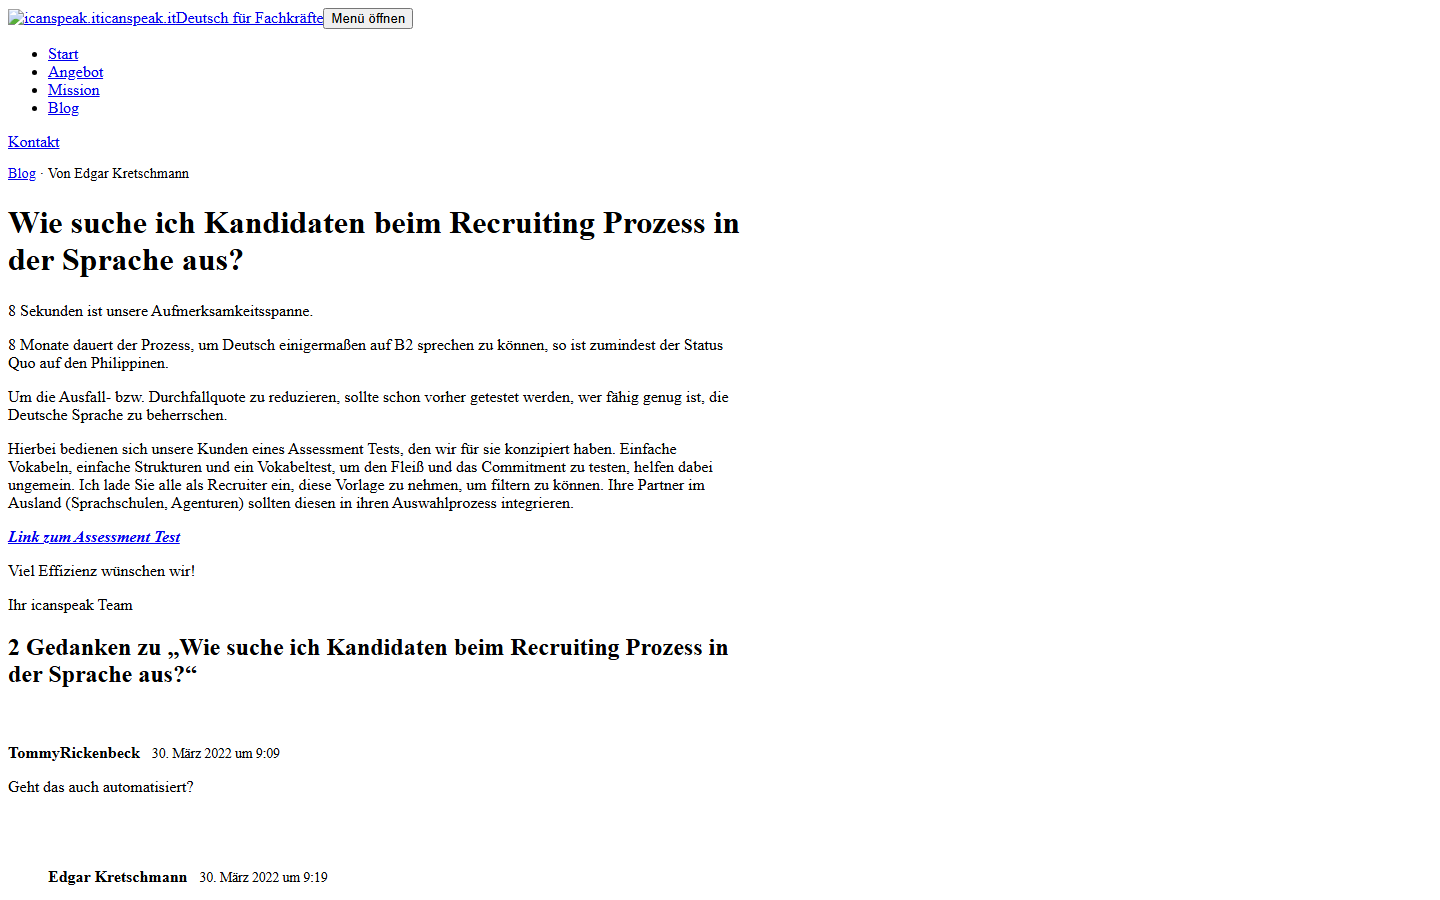 icanspeak.iticanspeak.itDeutsch für Fachkräfte Menü öffnen
Start
Angebot
Mission
Blog
Kontakt
Blog · Von Edgar Kretschmann
Wie suche ich Kandidaten beim Recruiting Prozess in
der Sprache aus?
8 Sekunden ist unsere Aufmerksamkeitsspanne.
8 Monate dauert der Prozess, um Deutsch einigermaßen auf B2 sprechen zu können, so ist zumindest der Status
Quo auf den Philippinen.
Um die Ausfall- bzw. Durchfallquote zu reduzieren, sollte schon vorher getestet werden, wer fähig genug ist, die
Deutsche Sprache zu beherrschen.
Hierbei bedienen sich unsere Kunden eines Assessment Tests, den wir für sie konzipiert haben. Einfache
Vokabeln, einfache Strukturen und ein Vokabeltest, um den Fleiß und das Commitment zu testen, helfen dabei
ungemein. Ich lade Sie alle als Recruiter ein, diese Vorlage zu nehmen, um filtern zu können. Ihre Partner im
Ausland (Sprachschulen, Agenturen) sollten diesen in ihren Auswahlprozess integrieren.
Link zum Assessment Test
Viel Effizienz wünschen wir!
Ihr icanspeak Team
2 Gedanken zu „Wie suche ich Kandidaten beim Recruiting Prozess in
der Sprache aus?“
TommyRickenbeck 30. März 2022 um 9:09
Geht das auch automatisiert?
Edgar Kretschmann 30. März 2022 um 9:19